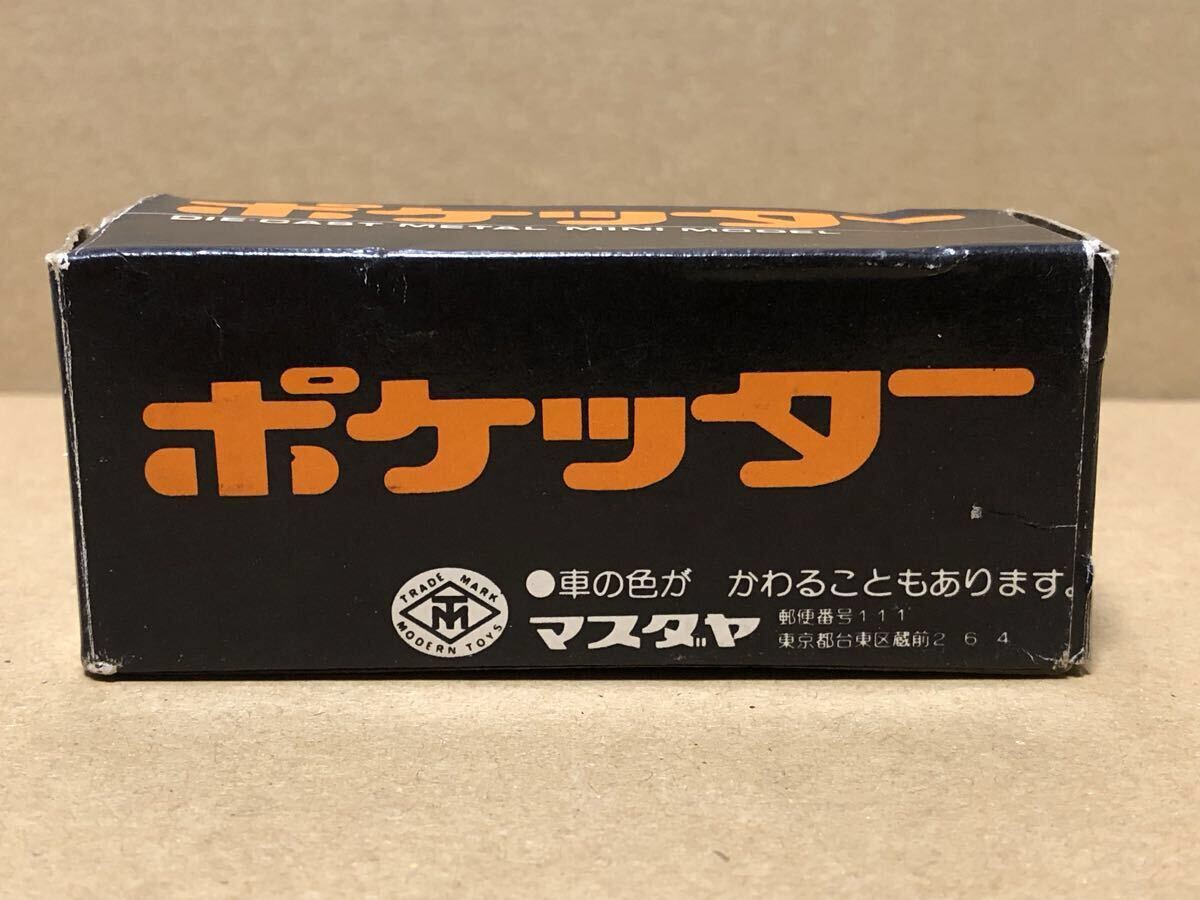 ポケッター
DIE-CAST METAL MINI MODEL
ポケッター
●車の色が かわることもあります。
TRADE MARK
TM
MODERN TOYS
マスダヤ
郵便番号111
東京都台東区蔵前2 6 4